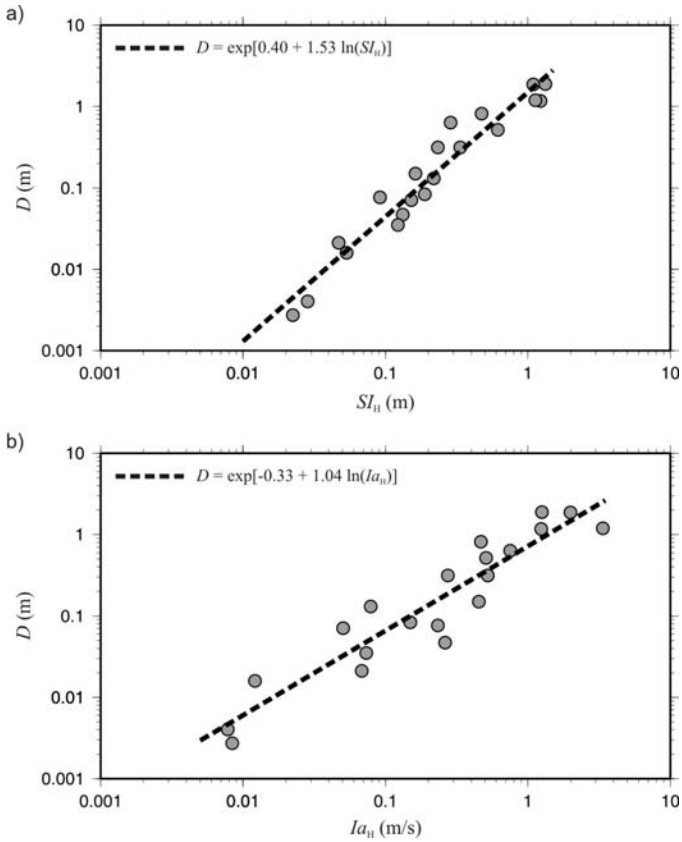 a)
10
D = exp[0.40 + 1.53 ln(SIH)]
1
0.1
D (m)
0.01
0.001
0.001 0.01 0.1 1 10
SIH (m)
b)
10
D = exp[-0.33 + 1.04 ln(IaH)]
1
0.1
D (m)
0.01
0.001
0.001 0.01 0.1 1 10
IaH (m/s)